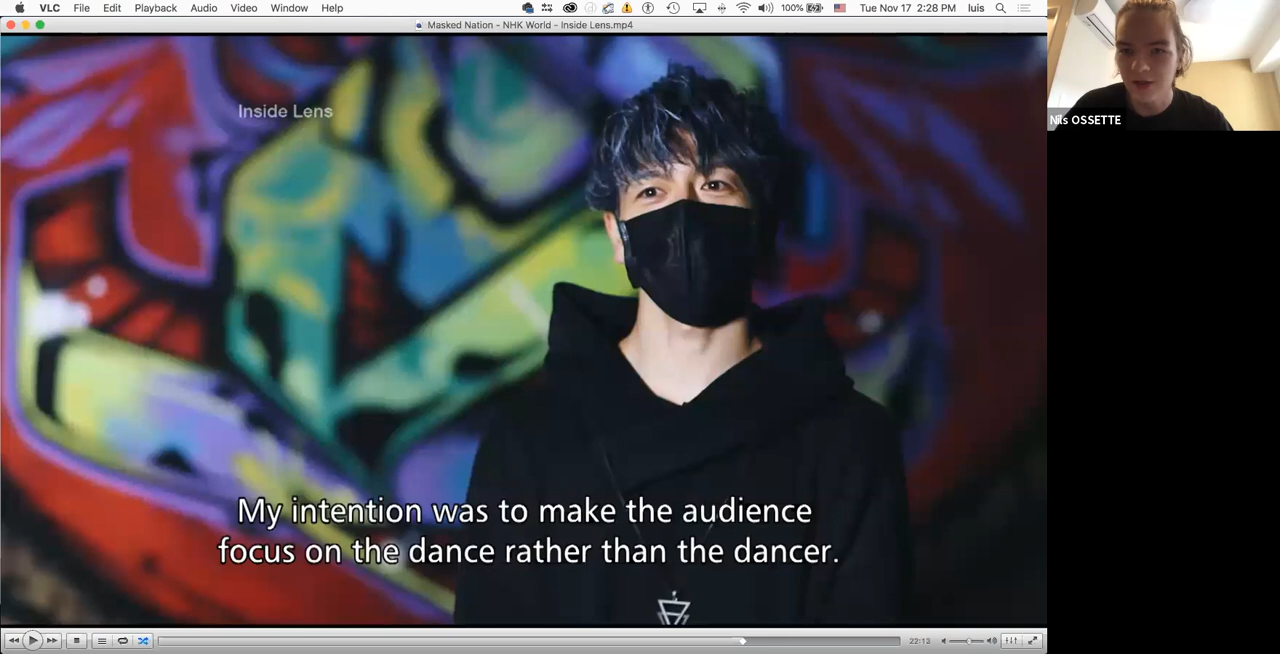 VLC File Edit Playback Audio Video Window Help 100% Tue Nov 17 2:28 PM luis
Masked Nation - NHK World - Inside Lens.mp4
Inside Lens
Nils OSSETTE
My intention was to make the audience
focus on the dance rather than the dancer.
22:13